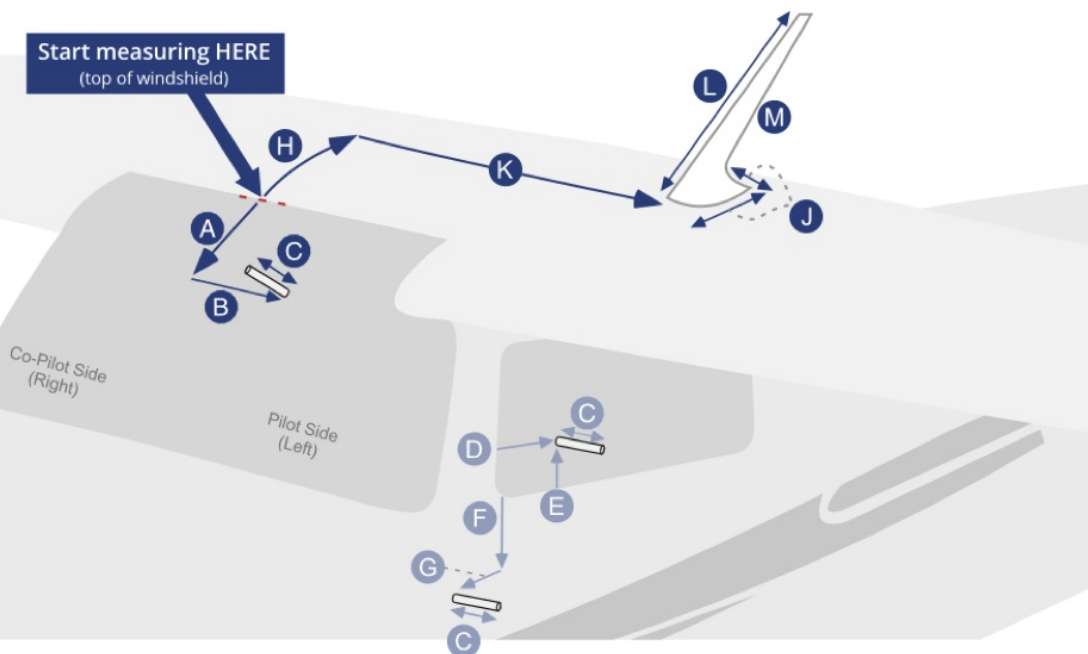 Start measuring HERE
(top of windshield)
L
M
H
K
J
A
C
B
Co-Pilot Side
(Right)
Pilot Side
(Left)
C
D
E
F
G
C